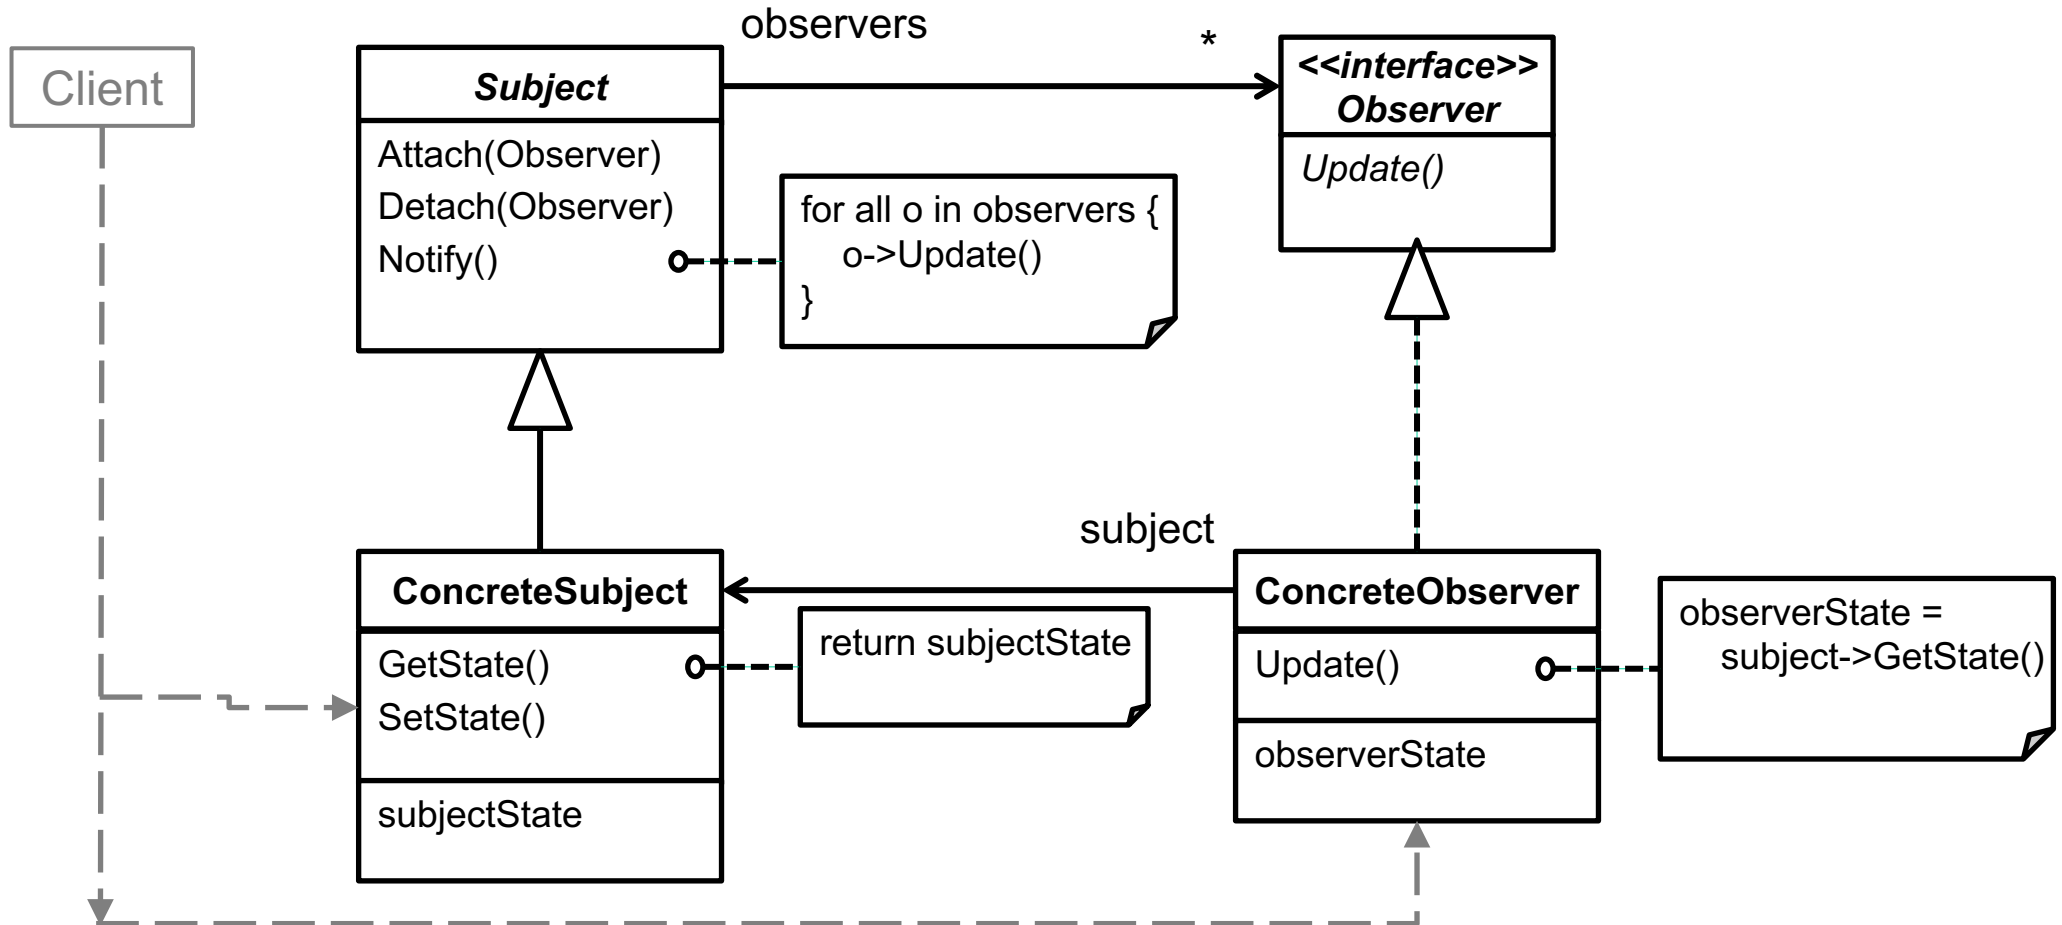 Client
observers
*
Subject
Attach(Observer)
Detach(Observer)
Notify()
for all o in observers {
o->Update()
}
<<interface>>
Observer
Update()
subject
ConcreteSubject
GetState()
SetState()
subjectState
return subjectState
ConcreteObserver
Update()
observerState
observerState =
subject->GetState()